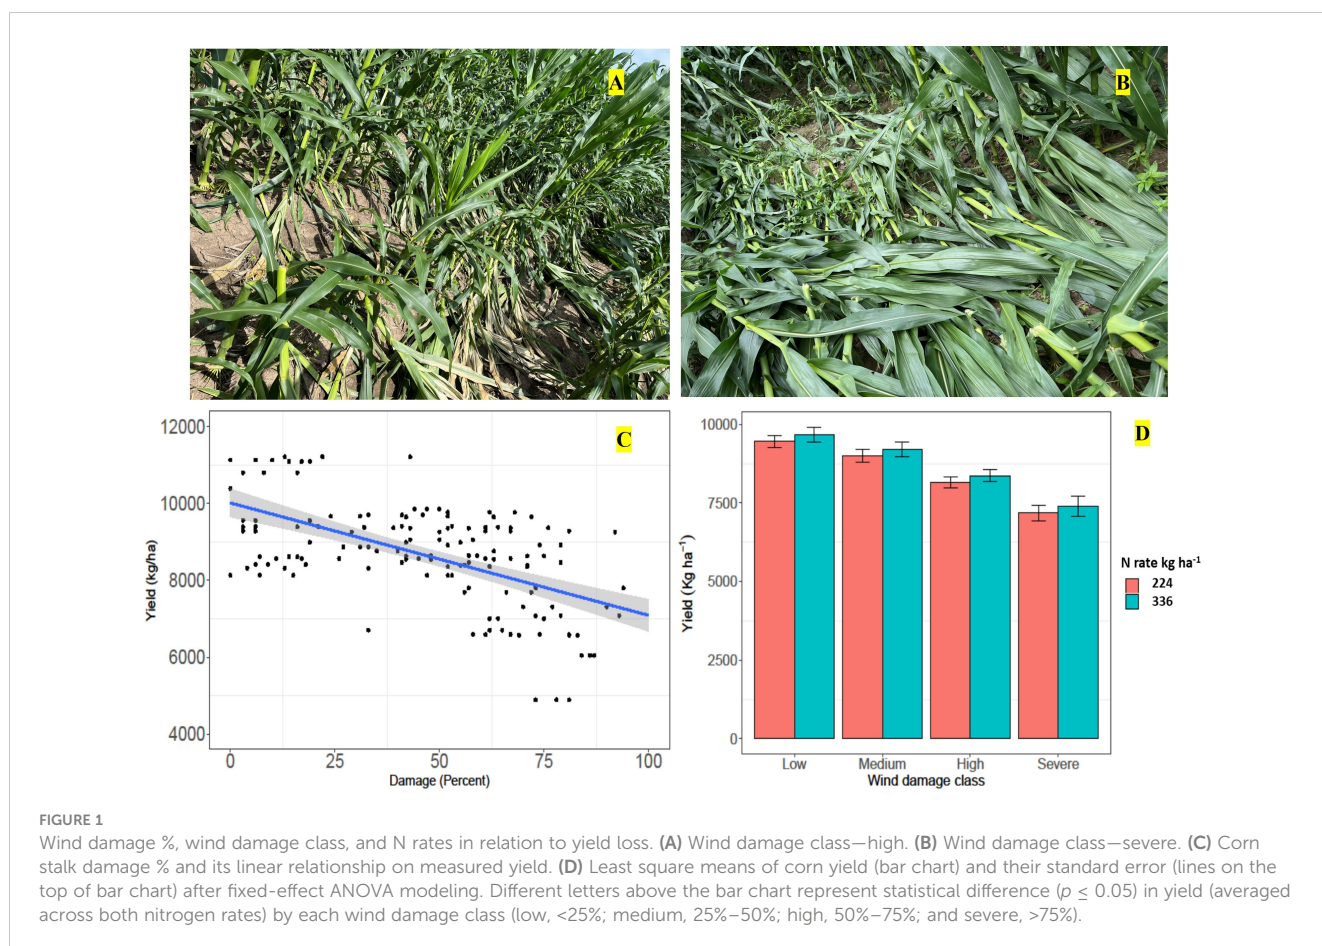 A
B
12000
10000
8000
6000
4000
Yield (kg/ha)
C
0 25 50 75 100
Damage (Percent)
10000
7500
5000
2500
0
Yield (Kg ha⁻¹)
D
Low Medium High Severe
Wind damage class
N rate kg ha⁻¹
224
336
FIGURE 1
Wind damage %, wind damage class, and N rates in relation to yield loss. (A) Wind damage class—high. (B) Wind damage class—severe. (C) Corn
stalk damage % and its linear relationship on measured yield. (D) Least square means of corn yield (bar chart) and their standard error (lines on the
top of bar chart) after fixed-effect ANOVA modeling. Different letters above the bar chart represent statistical difference (p ≤ 0.05) in yield (averaged
across both nitrogen rates) by each wind damage class (low, <25%; medium, 25%–50%; high, 50%–75%; and severe, >75%).